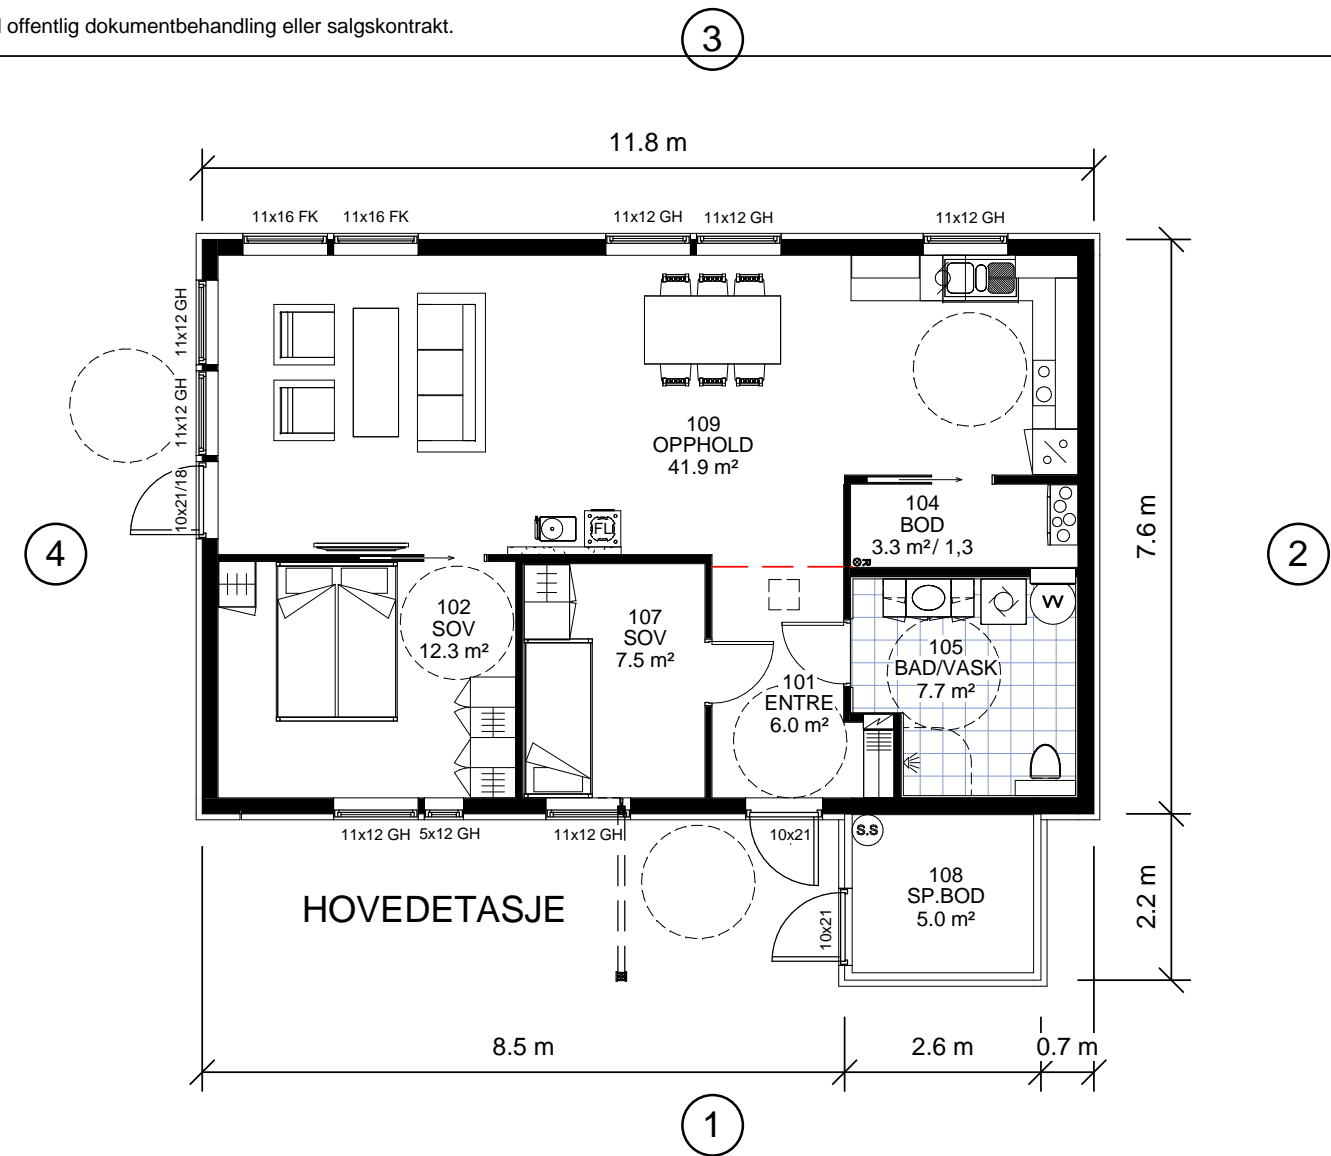 offentlig dokumentbehandling eller salgskontrakt.
3
11.8 m
11x16 FK 11x16 FK 11x12 GH 11x12 GH 11x12 GH
11x12 GH
11x12 GH
10x21/18
109
OPPHOLD
41.9 m²
4
2
7.6 m
FL
104
BOD
3.3 m² / 1,3
R
102
SOV
12.3 m²
107
SOV
7.5 m²
W
105
BAD/VASK
7.7 m²
101
ENTRE
6.0 m²
11x12 GH 5x12 GH 11x12 GH 10x21
S.S
108
SP.BOD
5.0 m²
10x21
2.2 m
HOVEDETASJE
8.5 m 2.6 m 0.7 m
1